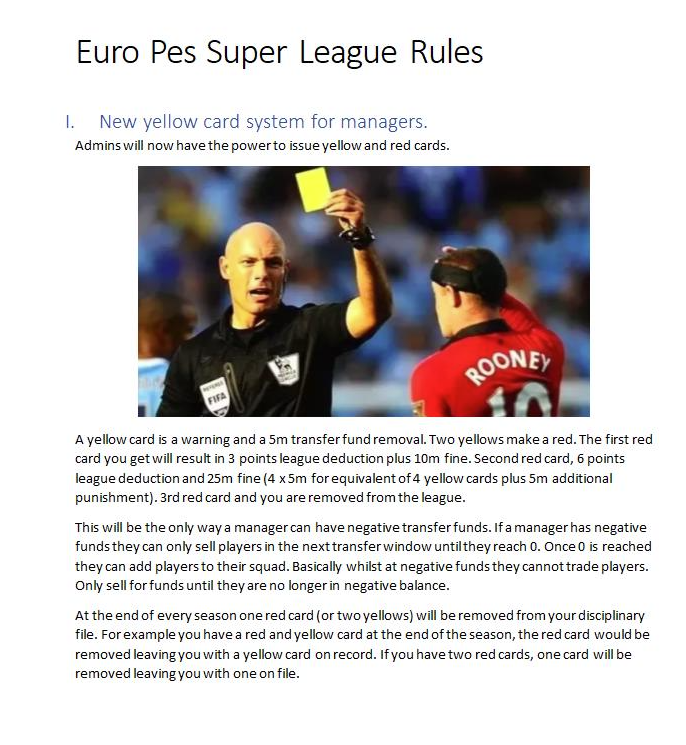 Euro Pes Super League Rules
I. New yellow card system for managers.
Admins will now have the power to issue yellow and red cards.
REFEREE
FIFA
ROONEY
10
A yellow card is a warning and a 5m transfer fund removal. Two yellows make a red. The first red
card you get will result in 3 points league deduction plus 10m fine. Second red card, 6 points
league deduction and 25m fine (4 x 5m for equivalent of 4 yellow cards plus 5m additional
punishment). 3rd red card and you are removed from the league.
This will be the only way a manager can have negative transfer funds. If a manager has negative
funds they can only sell players in the next transfer window until they reach 0. Once 0 is reached
they can add players to their squad. Basically whilst at negative funds they cannot trade players.
Only sell for funds until they are no longer in negative balance.
At the end of every season one red card (or two yellows) will be removed from your disciplinary
file. For example you have a red and yellow card at the end of the season, the red card would be
removed leaving you with a yellow card on record. If you have two red cards, one card will be
removed leaving you with one on file.